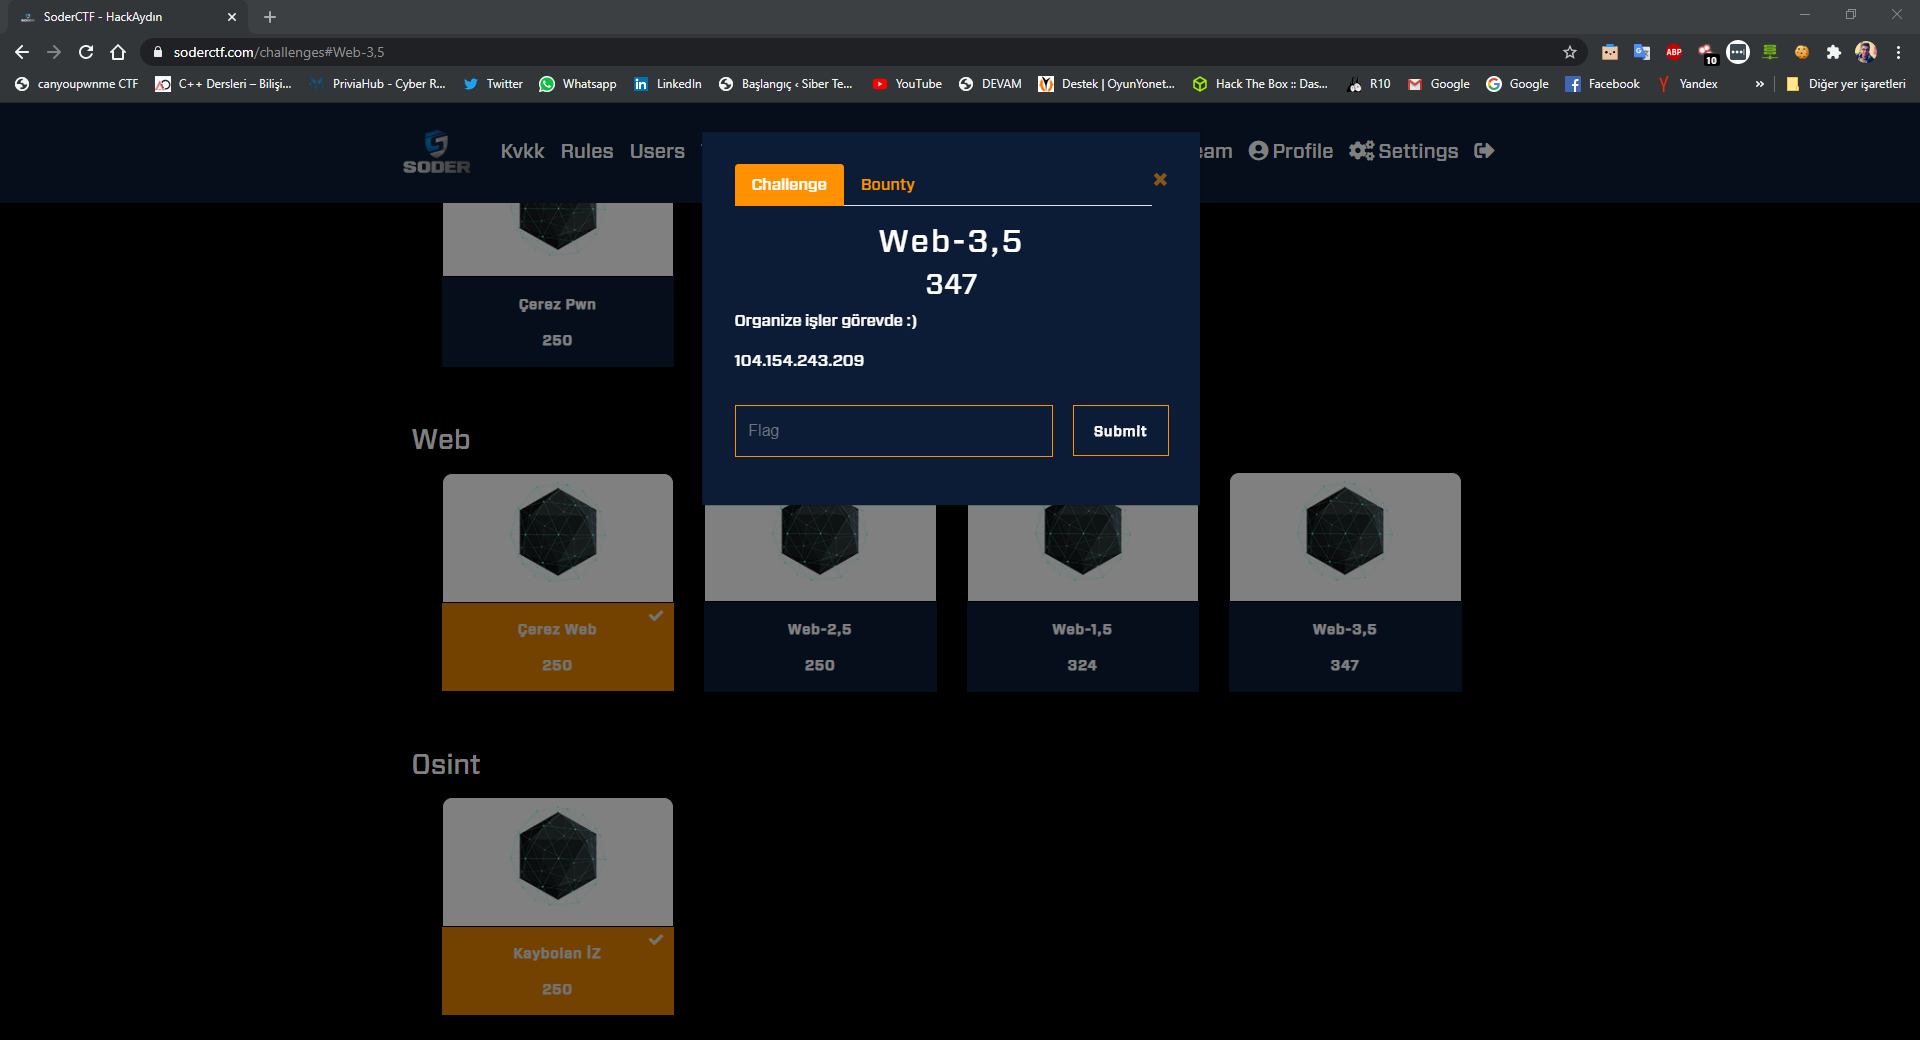 SoderCTF - HackAydın
soderctf.com/challenges#Web-3,5
ABP
10
canyoupwnme CTF
C++ Dersleri – Bilişi...
PriviaHub - Cyber R...
Twitter
Whatsapp
LinkedIn
Başlangıç ‹ Siber Te...
YouTube
DEVAM
Destek | OyunYonet...
Hack The Box :: Das...
R10
Google
Google
Facebook
Yandex
»
Diğer yer işaretleri
SODER
Kvkk
Rules
Users
eam
Profile
Settings
Challenge
Bounty
Web-3,5
347
Organize işler görevde :)
104.154.243.209
Flag
Submit
Çerez Pwn
250
Web
Çerez Web
250
Web-2,5
250
Web-1,5
324
Web-3,5
347
Osint
Kaybolan İZ
250